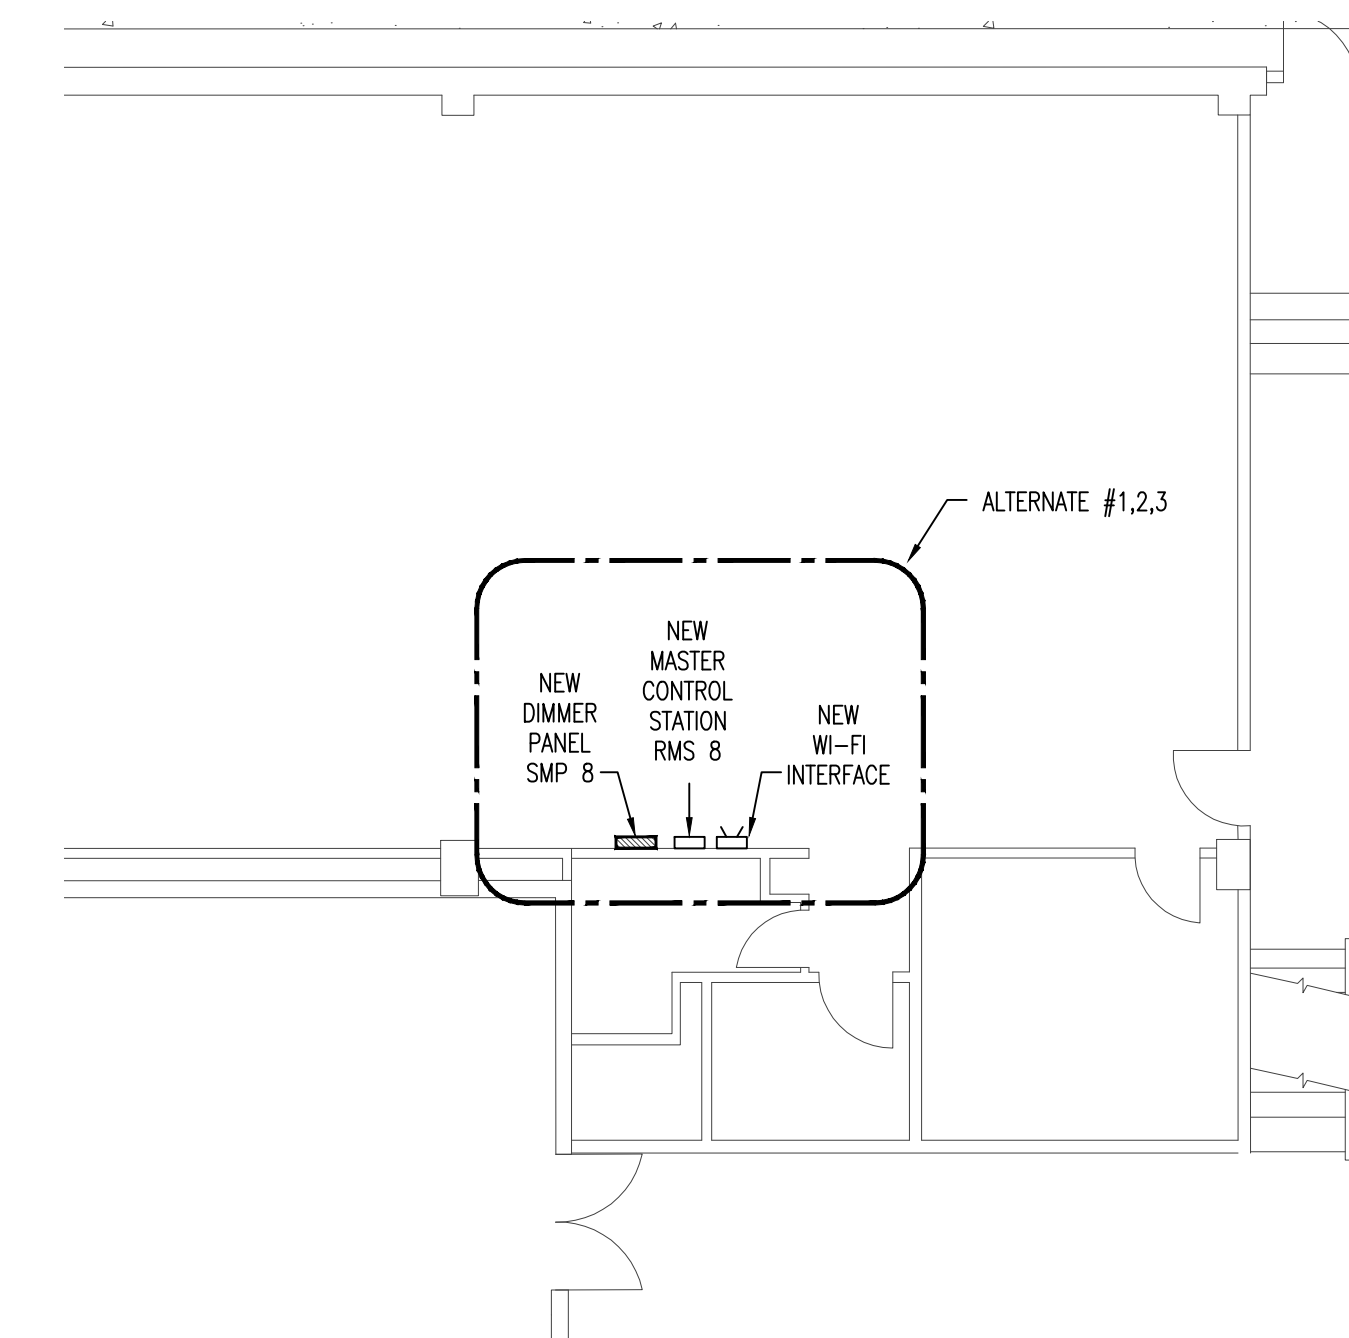 ALTERNATE #1,2,3
NEW
MASTER
CONTROL
STATION
RMS 8
NEW
DIMMER
PANEL
SMP 8
NEW
WI-FI
INTERFACE